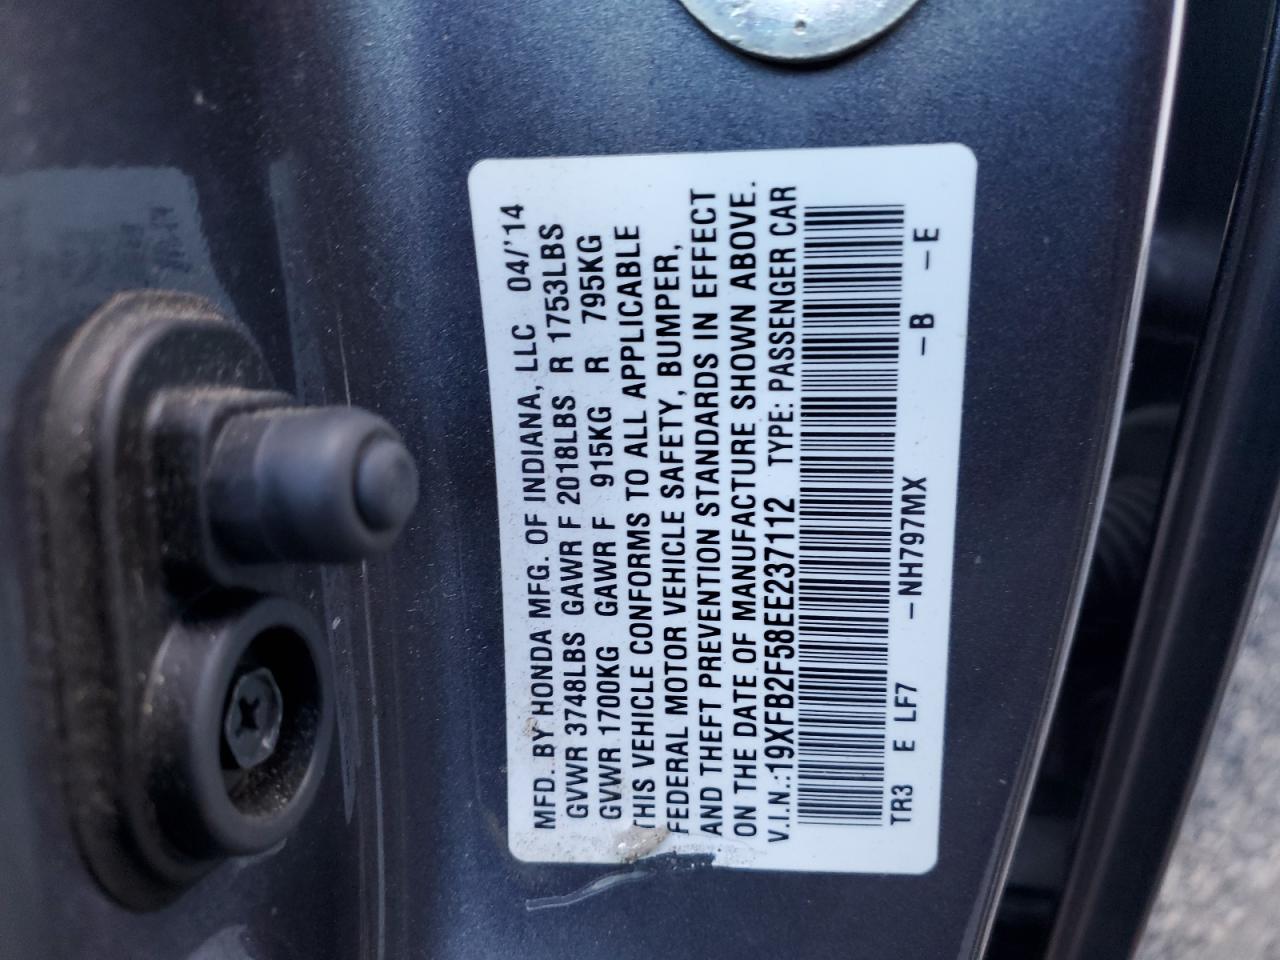 MFD. BY HONDA MFG. OF INDIANA, LLC 04/'14
GVWR 3748LBS GAWR F 2018LBS R 1753LBS
GVWR 1700KG GAWR F 915KG R 795KG
THIS VEHICLE CONFORMS TO ALL APPLICABLE
FEDERAL MOTOR VEHICLE SAFETY, BUMPER,
AND THEFT PREVENTION STANDARDS IN EFFECT
ON THE DATE OF MANUFACTURE SHOWN ABOVE.
V.I.N.:19XFB2F58EE237112 TYPE: PASSENGER CAR
TR3 E LF7 -NH797MX -B -E